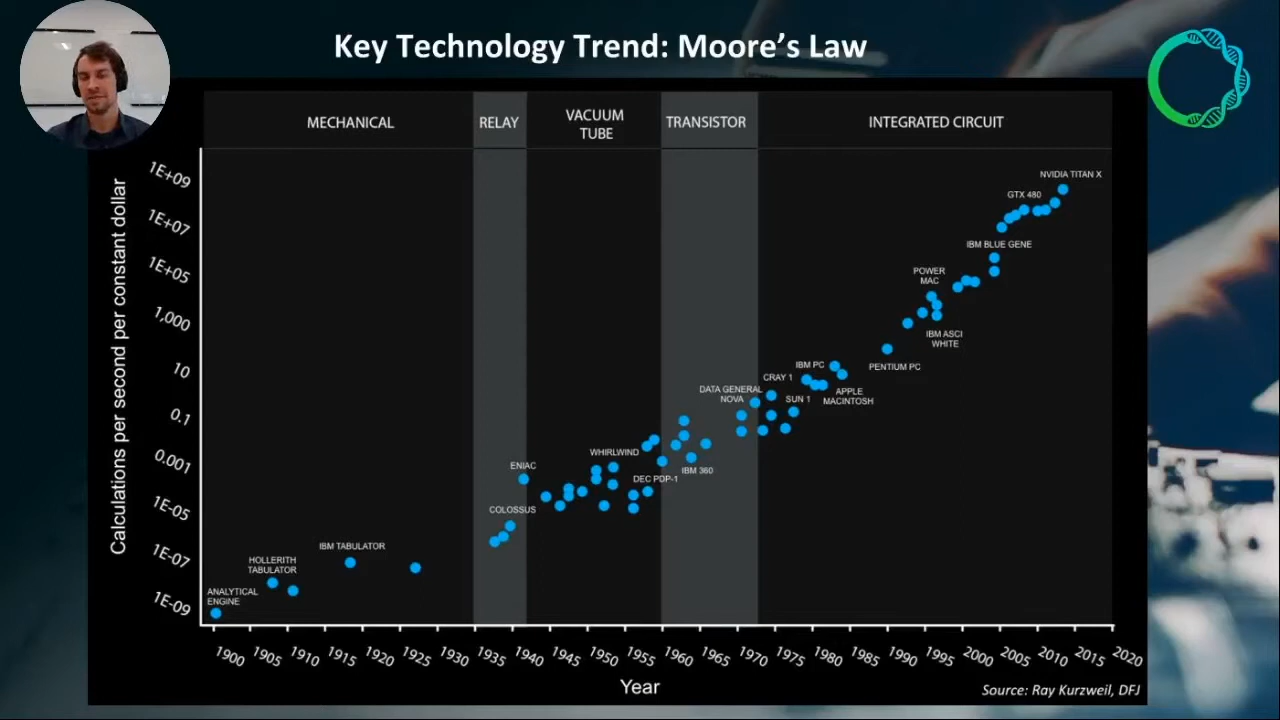 Key Technology Trend: Moore's Law
MECHANICAL
RELAY
VACUUM
TUBE
TRANSISTOR
INTEGRATED CIRCUIT
Calculations per second per constant dollar
1E+09
1E+07
1E+05
1,000
10
0.1
0.001
1E-05
1E-07
1E-09
NVIDIA TITAN X
GTX 480
IBM BLUE GENE
POWER
MAC
IBM ASCI
WHITE
PENTIUM PC
IBM PC
CRAY 1
APPLE
MACINTOSH
DATA GENERAL
NOVA
SUN 1
WHIRLWIND
IBM 360
ENIAC
DEC PDP-1
COLOSSUS
IBM TABULATOR
HOLLERITH
TABULATOR
ANALYTICAL
ENGINE
1900 1905 1910 1915 1920 1925 1930 1935 1940 1945 1950 1955 1960 1965 1970 1975 1980 1985 1990 1995 2000 2005 2010 2015 2020
Year
Source: Ray Kurzweil, DFJ